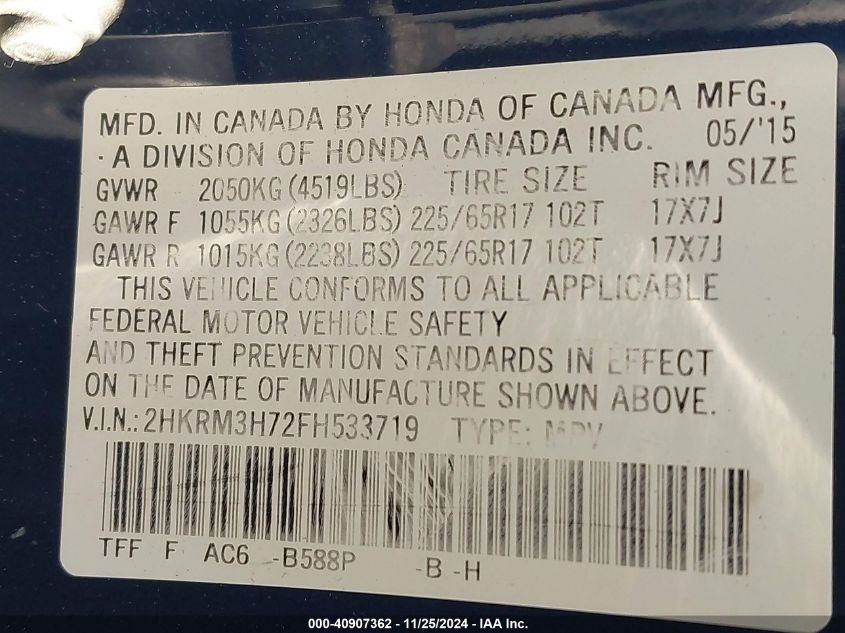 MFD. IN CANADA BY HONDA OF CANADA MFG.,
· A DIVISION OF HONDA CANADA INC. 05/'15
GVWR 2050KG (4519LBS) TIRE SIZE RIM SIZE
GAWR F 1055KG (2326LBS) 225/65R17 102T 17X7J
GAWR R 1015KG (2238LBS) 225/65R17 102T 17X7J
THIS VEHICLE CONFORMS TO ALL APPLICABLE
FEDERAL MOTOR VEHICLE SAFETY
AND THEFT PREVENTION STANDARDS IN EFFECT
ON THE DATE OF MANUFACTURE SHOWN ABOVE.
V.I.N.: 2HKRM3H72FH533719 TYPE: MPV
TFF F AC6 -B588P -B -H
000-40907362 - 11/25/2024 - IAA Inc.